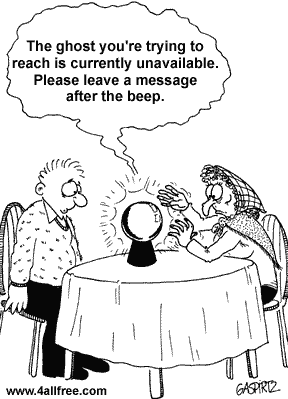 The ghost you're trying to
reach is currently unavailable.
Please leave a message
after the beep.
www.4allfree.com
GASPIRTZ